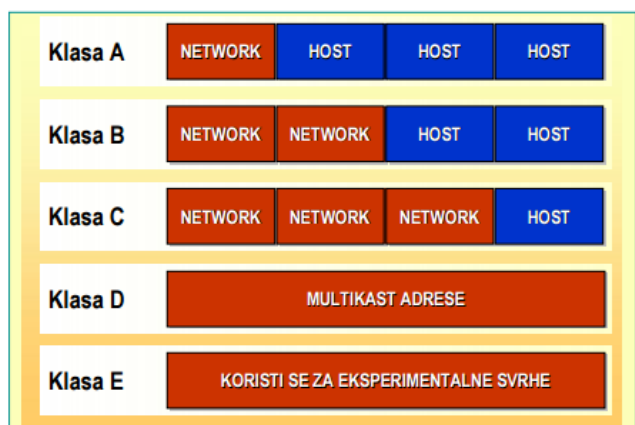 Klasa A NETWORK HOST HOST HOST
Klasa B NETWORK NETWORK HOST HOST
Klasa C NETWORK NETWORK NETWORK HOST
Klasa D MULTIKAST ADRESE
Klasa E KORISTI SE ZA EKSPERIMENTALNE SVRHE